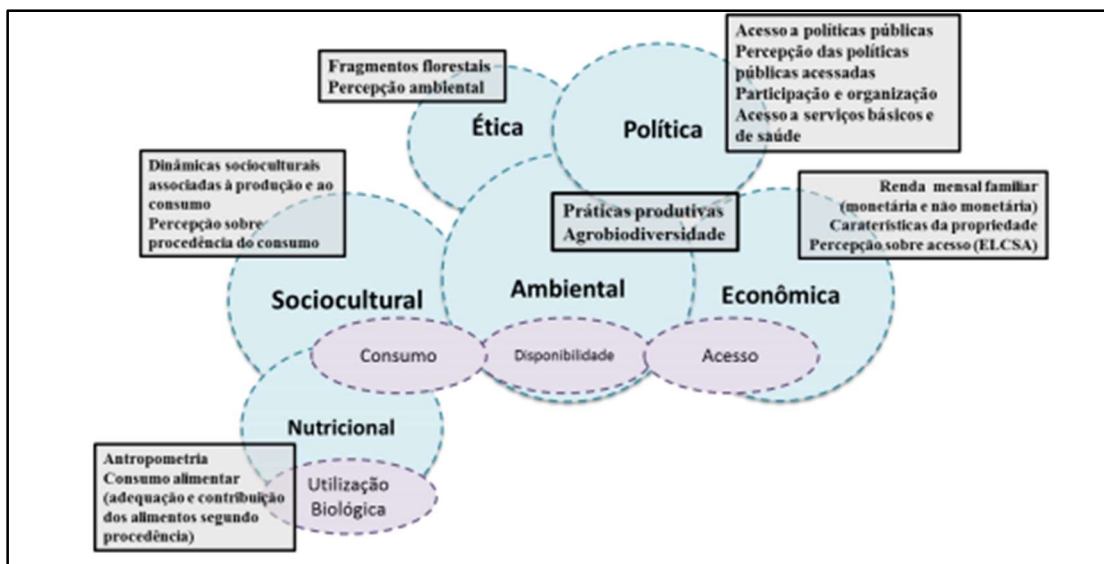 Acesso a políticas públicas
Percepção das políticas
públicas acessadas
Participação e organização
Acesso a serviços básicos e
de saúde
Fragmentos florestais
Percepção ambiental
Ética
Política
Dinâmicas socioculturais
associadas à produção e ao
consumo
Percepção sobre
procedência do consumo
Práticas produtivas
Agrobiodiversidade
Renda mensal familiar
(monetária e não monetária)
Caraterísticas da propriedade
Percepção sobre acesso (ELCSA)
Sociocultural
Ambiental
Econômica
Consumo
Disponibilidade
Acesso
Nutricional
Antropometria
Consumo alimentar
(adequação e contribuição
dos alimentos segundo
procedência)
Utilização
Biológica